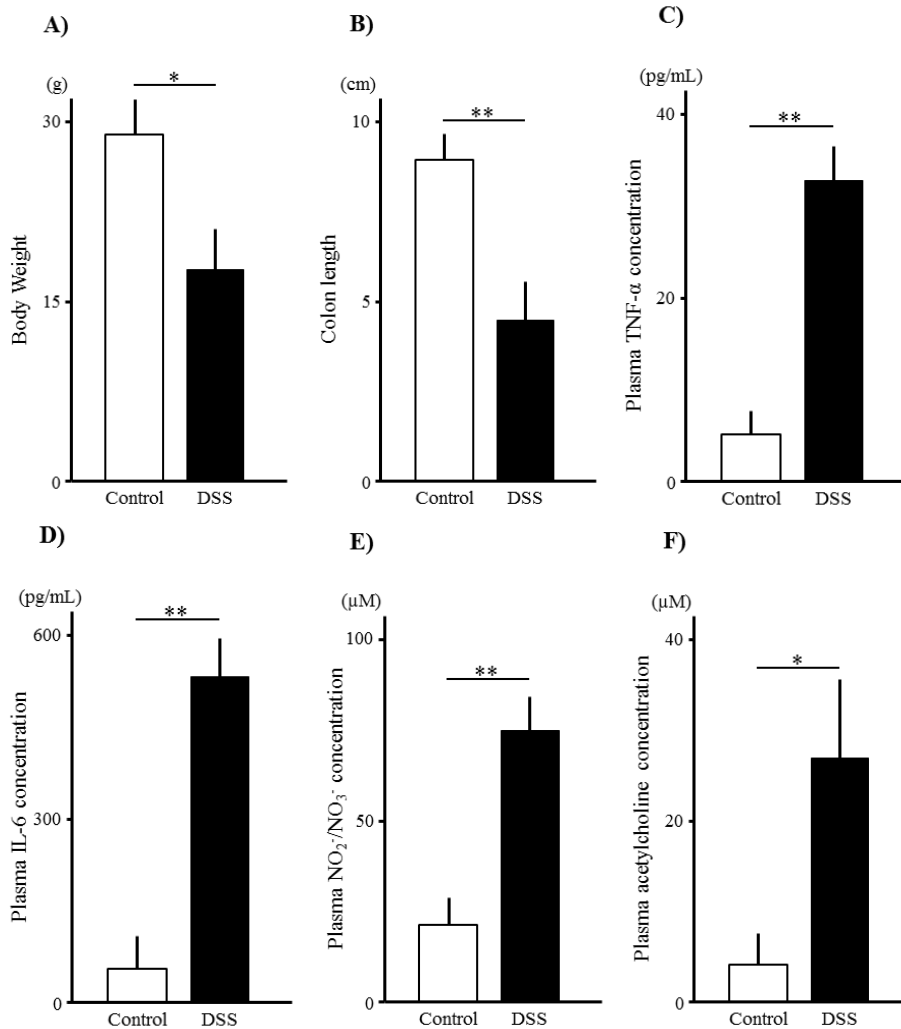 A)
(g)
*
30
15
0
Body Weight
Control DSS
B)
(cm)
**
10
5
0
Colon length
Control DSS
C)
(pg/mL)
**
40
20
0
Plasma TNF-α concentration
Control DSS
D)
(pg/mL)
**
600
300
0
Plasma IL-6 concentration
Control DSS
E)
(µM)
**
100
50
0
Plasma NO₂⁻/NO₃⁻ concentration
Control DSS
F)
(µM)
*
40
20
0
Plasma acetylcholine concentration
Control DSS